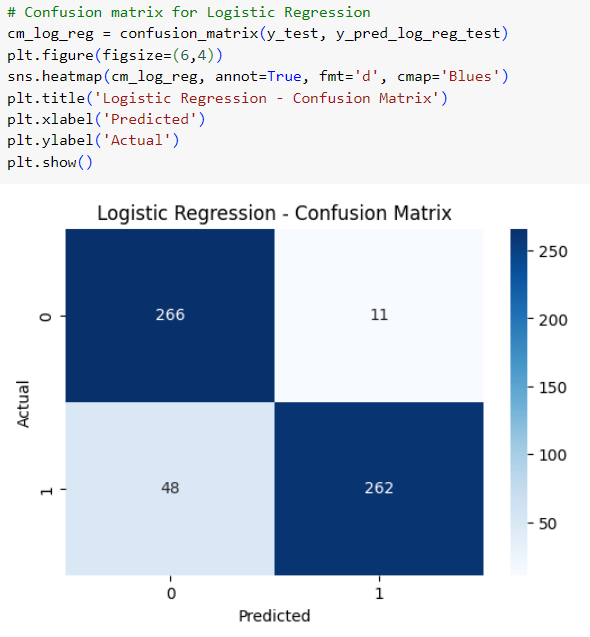 # Confusion matrix for Logistic Regression
cm_log_reg = confusion_matrix(y_test, y_pred_log_reg_test)
plt.figure(figsize=(6,4))
sns.heatmap(cm_log_reg, annot=True, fmt='d', cmap='Blues')
plt.title('Logistic Regression - Confusion Matrix')
plt.xlabel('Predicted')
plt.ylabel('Actual')
plt.show()
Logistic Regression - Confusion Matrix
Actual
0
266
11
1
48
262
0
1
Predicted
250
200
150
100
50